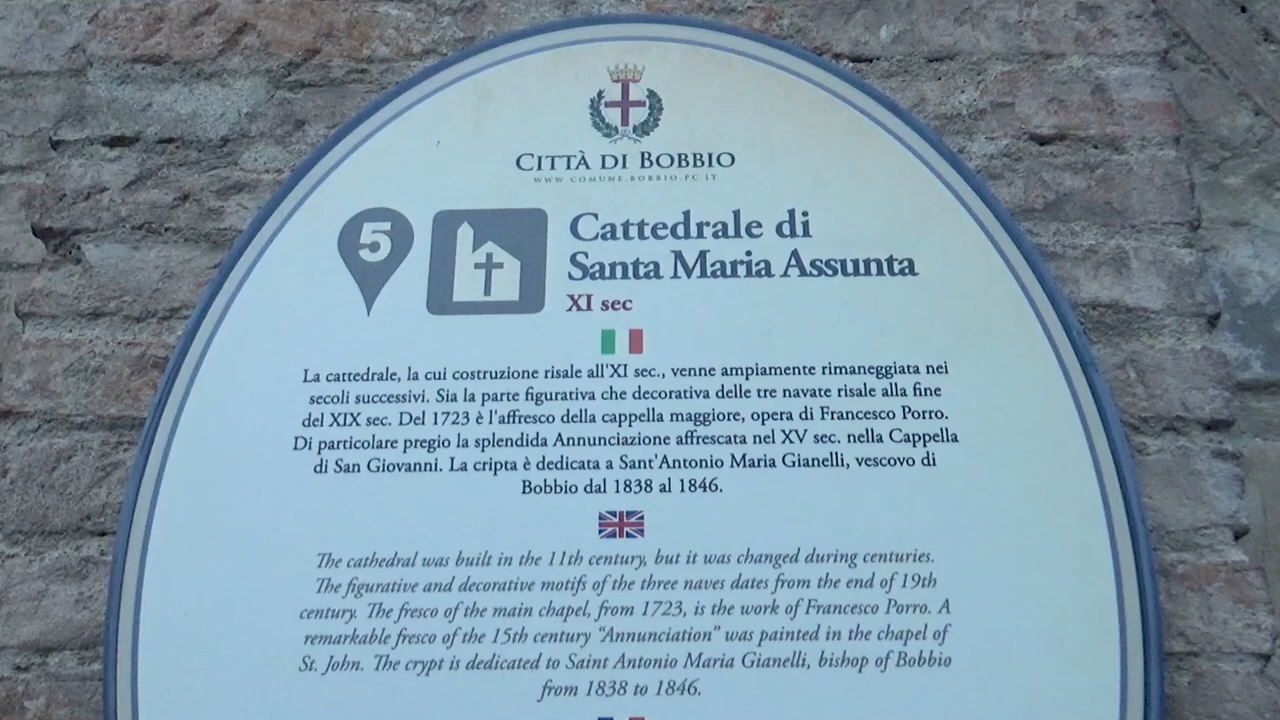 CITTÀ DI BOBBIO
WWW.COMUNE.BOBBIO.PC.IT
5
Cattedrale di
Santa Maria Assunta
XI sec
La cattedrale, la cui costruzione risale all'XI sec., venne ampiamente rimaneggiata nei
secoli successivi. Sia la parte figurativa che decorativa delle tre navate risale alla fine
del XIX sec. Del 1723 è l'affresco della cappella maggiore, opera di Francesco Porro.
Di particolare pregio la splendida Annunciazione affrescata nel XV sec. nella Cappella
di San Giovanni. La cripta è dedicata a Sant'Antonio Maria Gianelli, vescovo di
Bobbio dal 1838 al 1846.
The cathedral was built in the 11th century, but it was changed during centuries.
The figurative and decorative motifs of the three naves dates from the end of 19th
century. The fresco of the main chapel, from 1723, is the work of Francesco Porro. A
remarkable fresco of the 15th century “Annunciation” was painted in the chapel of
St. John. The crypt is dedicated to Saint Antonio Maria Gianelli, bishop of Bobbio
from 1838 to 1846.